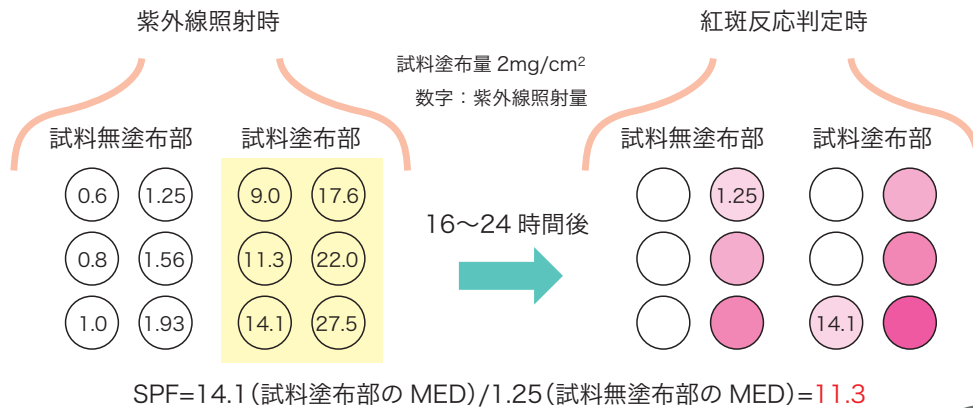 紫外線照射時
紅斑反応判定時
試料塗布量 2mg/cm²
数字：紫外線照射量
試料無塗布部
試料塗布部
試料無塗布部
試料塗布部
0.6 1.25 9.0 17.6
0.8 1.56 11.3 22.0
1.0 1.93 14.1 27.5
16〜24 時間後
1.25
14.1
SPF=14.1(試料塗布部の MED)/1.25(試料無塗布部の MED)=11.3